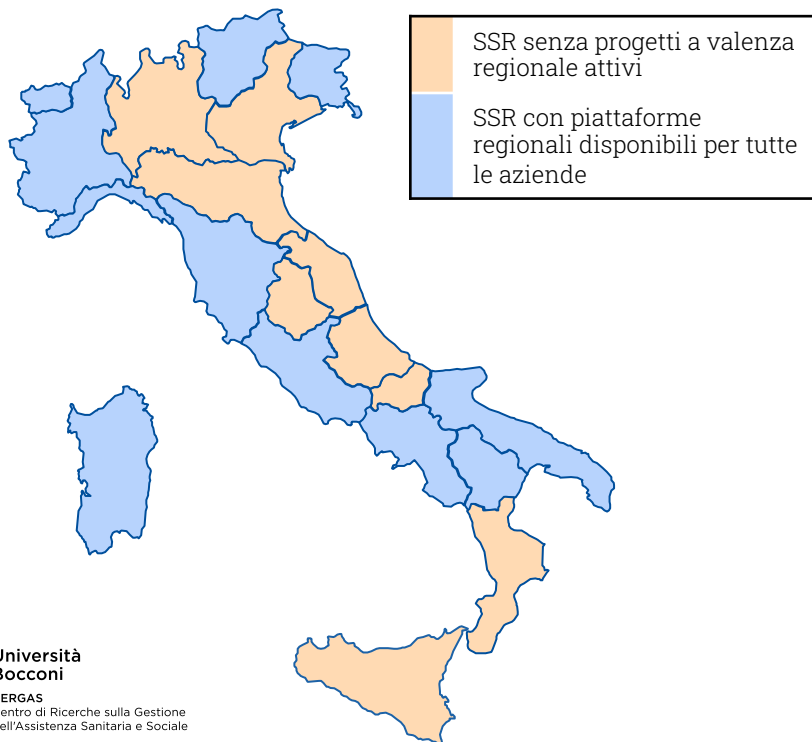 SSR senza progetti a valenza
regionale attivi
SSR con piattaforme
regionali disponibili per tutte
le aziende
Università
Bocconi
ERGAS
entro di Ricerche sulla Gestione
ell'Assistenza Sanitaria e Sociale